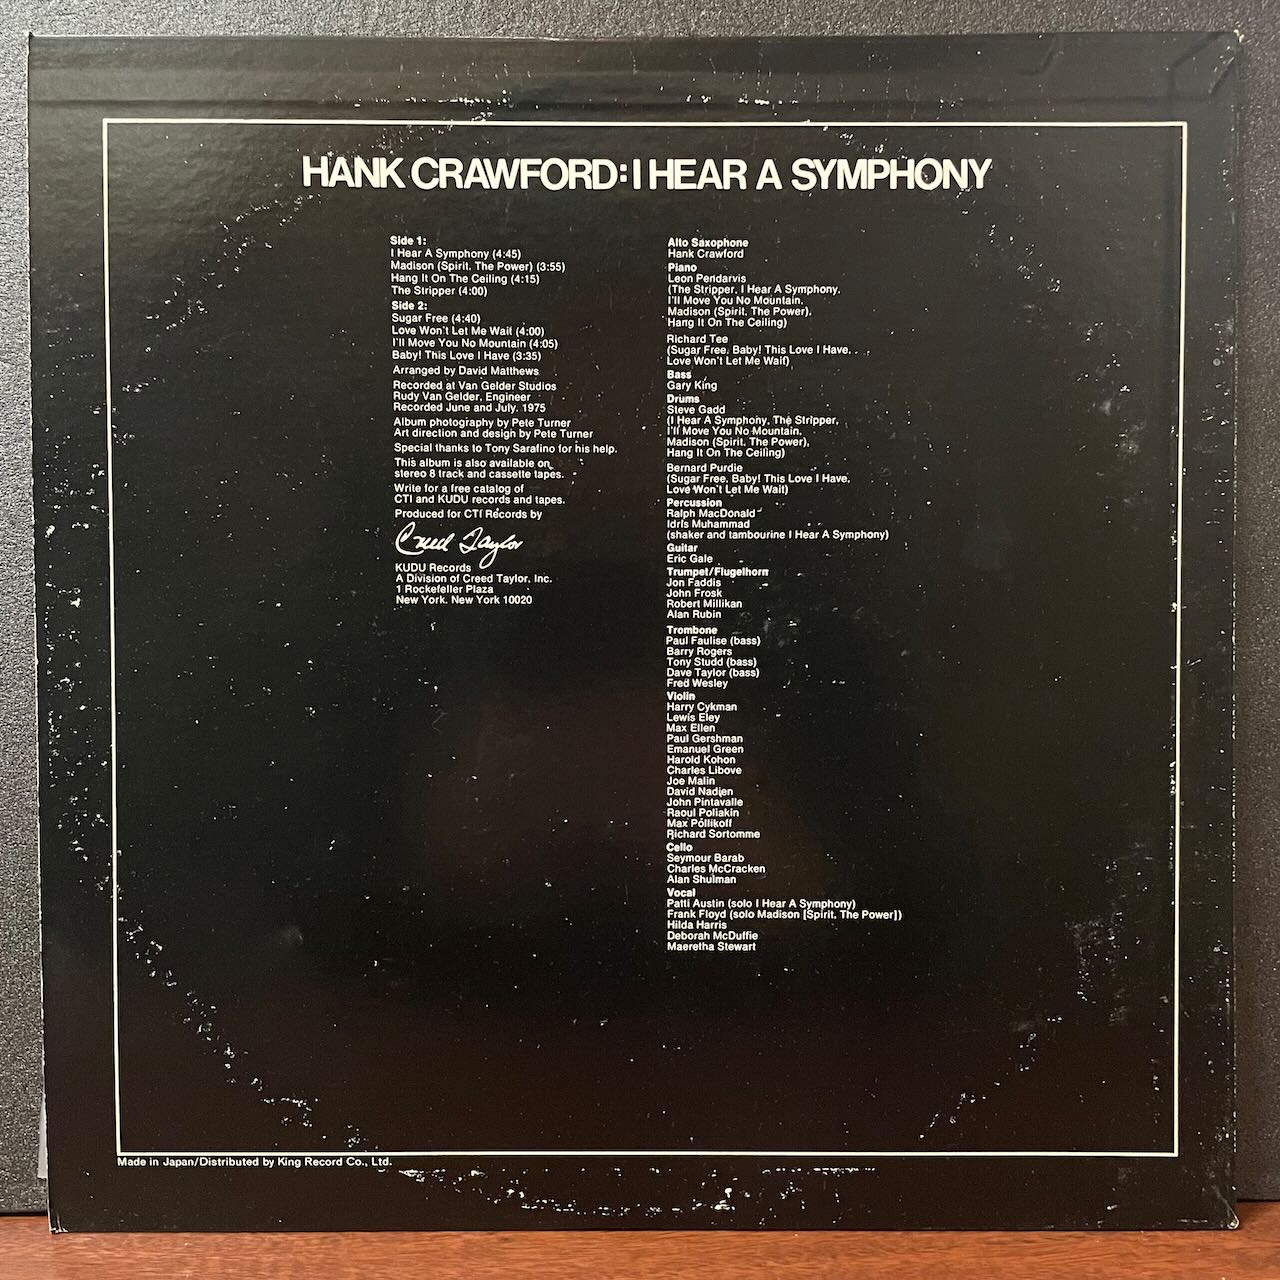 HANK CRAWFORD: I HEAR A SYMPHONY
Side 1:
I Hear A Symphony (4:45)
Madison (Spirit, The Power) (3:55)
Hang It On The Ceiling (4:15)
The Stripper (4:00)
Side 2:
Sugar Free (4:40)
Love Won't Let Me Wait (4:00)
I'll Move You No Mountain (4:05)
Baby! This Love I Have (3:35)
Arranged by David Matthews
Recorded at Van Gelder Studios
Rudy Van Gelder, Engineer
Recorded June and July, 1975
Album photography by Pete Turner
Art direction and design by Pete Turner
Special thanks to Tony Sarafino for his help.
This album is also available on
stereo 8 track and cassette tapes.
Write for a free catalog of
CTI and KUDU records and tapes.
Produced for CTI Records by
Creed Taylor
KUDU Records
A Division of Creed Taylor, Inc.
1 Rockefeller Plaza
New York, New York 10020
Alto Saxophone
Hank Crawford
Piano
Leon Pendarvis
(The Stripper, I Hear A Symphony,
I'll Move You No Mountain,
Madison (Spirit, The Power),
Hang It On The Ceiling)
Richard Tee
(Sugar Free, Baby! This Love I Have,
Love Won't Let Me Wait)
Bass
Gary King
Drums
Steve Gadd
(I Hear A Symphony, The Stripper,
I'll Move You No Mountain,
Madison (Spirit, The Power),
Hang It On The Ceiling)
Bernard Purdie
(Sugar Free, Baby! This Love I Have,
Love Won't Let Me Wait)
Percussion
Ralph MacDonald
Idris Muhammad
(shaker and tambourine I Hear A Symphony)
Guitar
Eric Gale
Trumpet/Flugelhorn
Jon Faddis
John Frosk
Robert Millikan
Alan Rubin
Trombone
Paul Faulise (bass)
Barry Rogers
Tony Studd (bass)
Dave Taylor (bass)
Fred Wesley
Violin
Harry Cykman
Lewis Eley
Max Ellen
Paul Gershman
Emanuel Green
Harold Kohon
Charles Libove
Joe Malin
David Nadien
John Pintavalle
Raoul Poliakin
Max Pollikoff
Richard Sortomme
Cello
Seymour Barab
Charles McCracken
Alan Shulman
Vocal
Patti Austin (solo I Hear A Symphony)
Frank Floyd (solo Madison [Spirit, The Power])
Hilda Harris
Deborah McDuffie
Maeretha Stewart
Made in Japan/Distributed by King Record Co., Ltd.